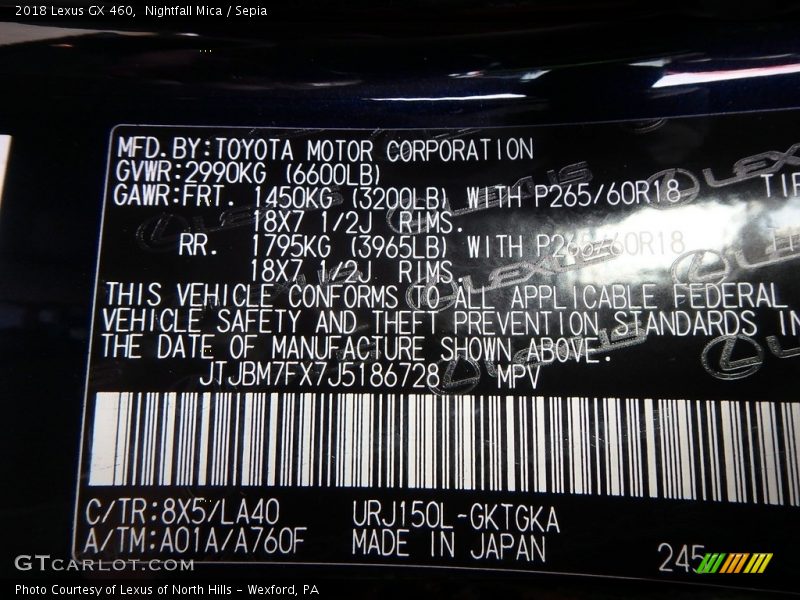 2018 Lexus GX 460, Nightfall Mica / Sepia
MFD.BY:TOYOTA MOTOR CORPORATION
GVWR:2990KG (6600LB)
GAWR:FRT. 1450KG (3200LB) WITH P265/60R18
18X7 1/2J RIMS.
RR. 1795KG (3965LB) WITH P265/60R18
18X7 1/2J RIMS.
THIS VEHICLE CONFORMS TO ALL APPLICABLE FEDERAL
VEHICLE SAFETY AND THEFT PREVENTION STANDARDS IN
THE DATE OF MANUFACTURE SHOWN ABOVE.
JTJBM7FX7J5186728 MPV
C/TR:8X5/LA40 URJ150L-GKTGKA
A/TM:A01A/A760F MADE IN JAPAN
245
GTCARLOT.COM
Photo Courtesy of Lexus of North Hills - Wexford, PA